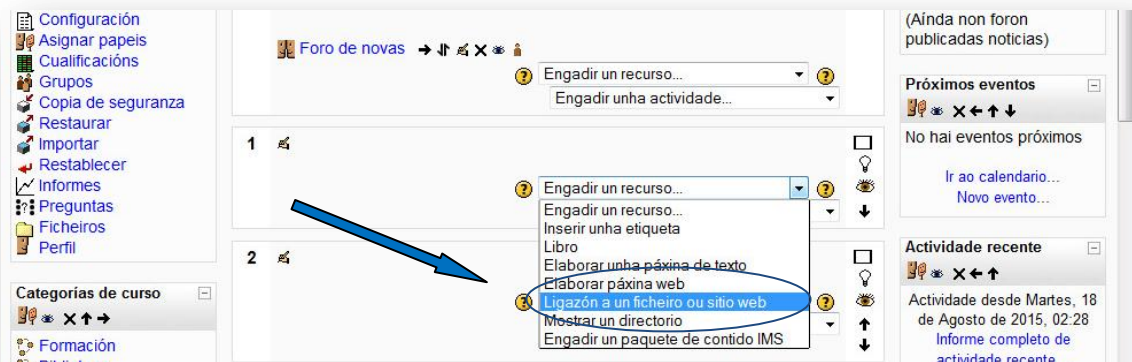 Configuración
Asignar papeis
Cualificacións
Grupos
Copia de seguranza
Restaurar
Importar
Restablecer
Informes
Preguntas
Ficheiros
Perfil
Categorías de curso
Formación
Foro de novas
Engadir un recurso...
Engadir unha actividade...
1
Engadir un recurso...
Engadir un recurso...
Inserir unha etiqueta
Libro
Elaborar unha páxina de texto
Elaborar páxina web
Ligazón a un ficheiro ou sitio web
Mostrar un directorio
Engadir un paquete de contido IMS
2
(Aínda non foron
publicadas noticias)
Próximos eventos
No hai eventos próximos
Ir ao calendario...
Novo evento...
Actividade recente
Actividade desde Martes, 18
de Agosto de 2015, 02:28
Informe completo de
actividade recente